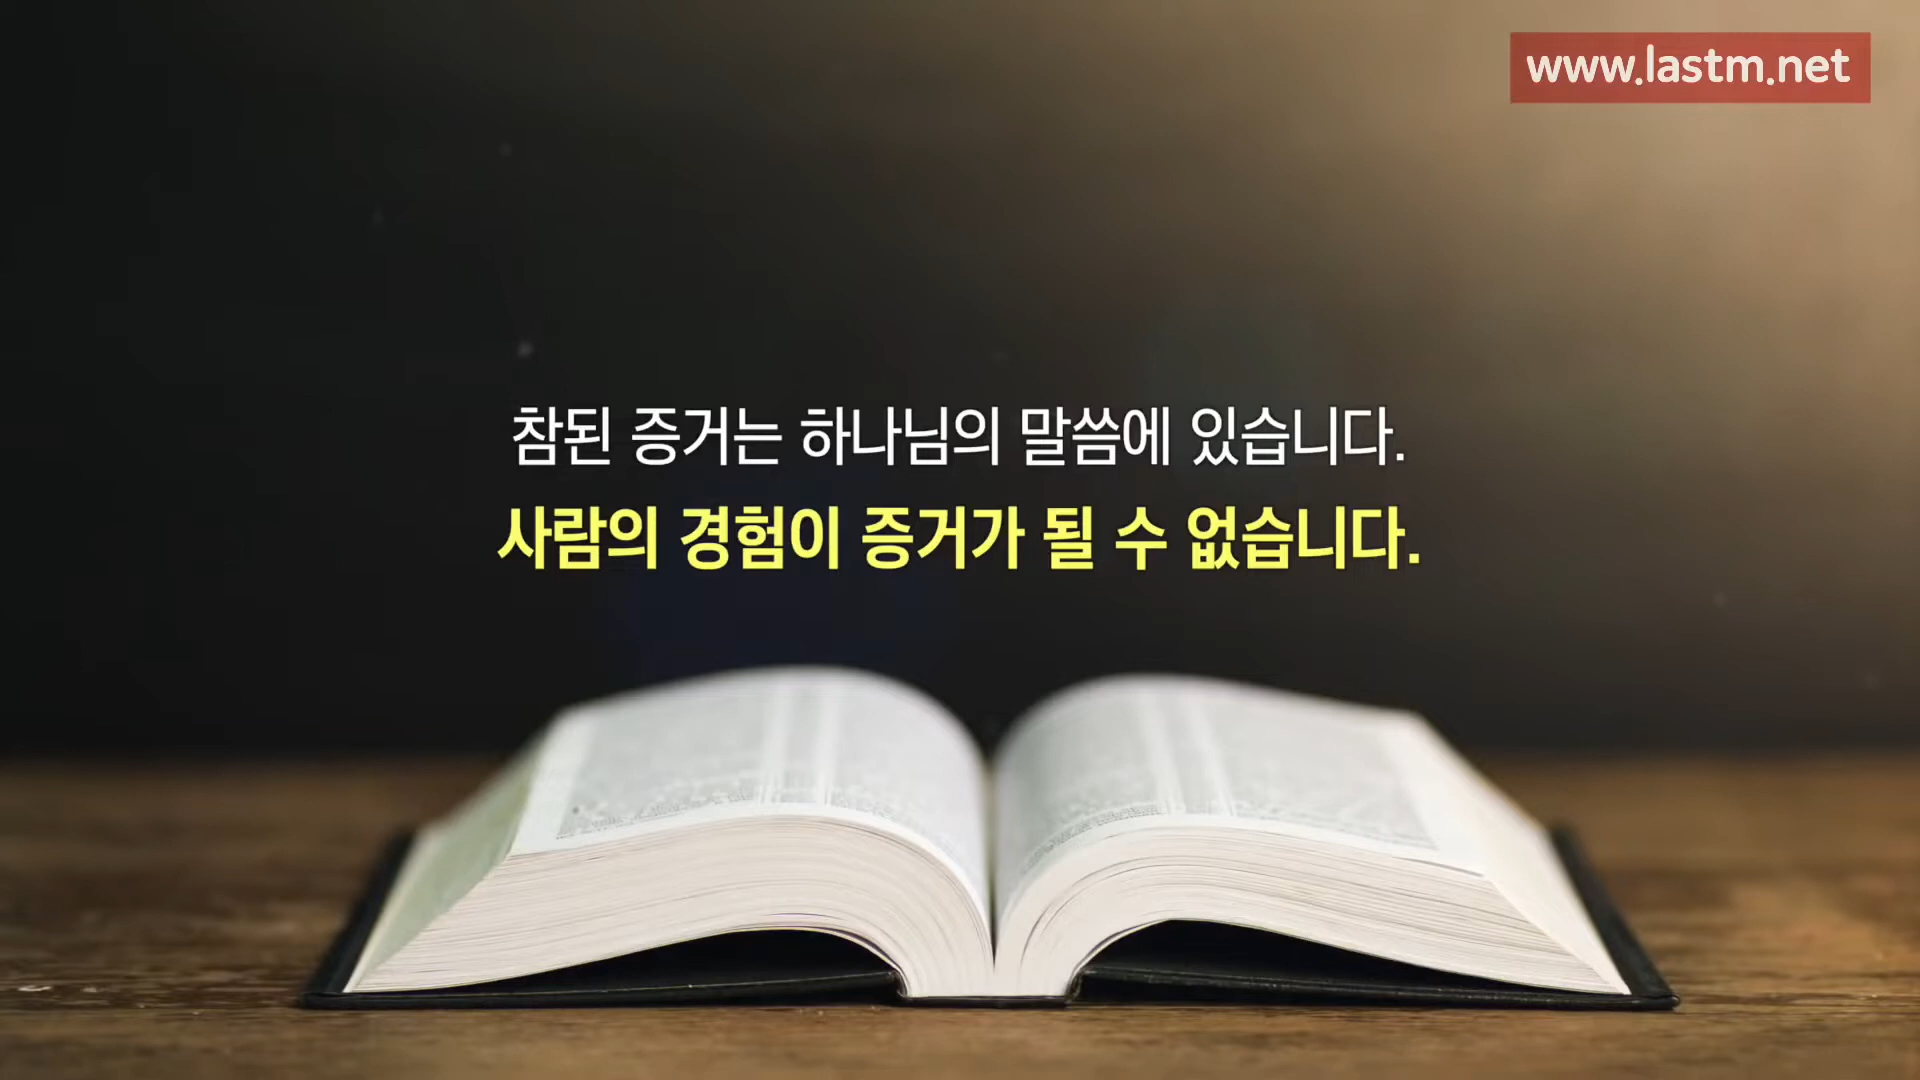 www.lastm.net
참된 증거는 하나님의 말씀에 있습니다.
사람의 경험이 증거가 될 수 없습니다.